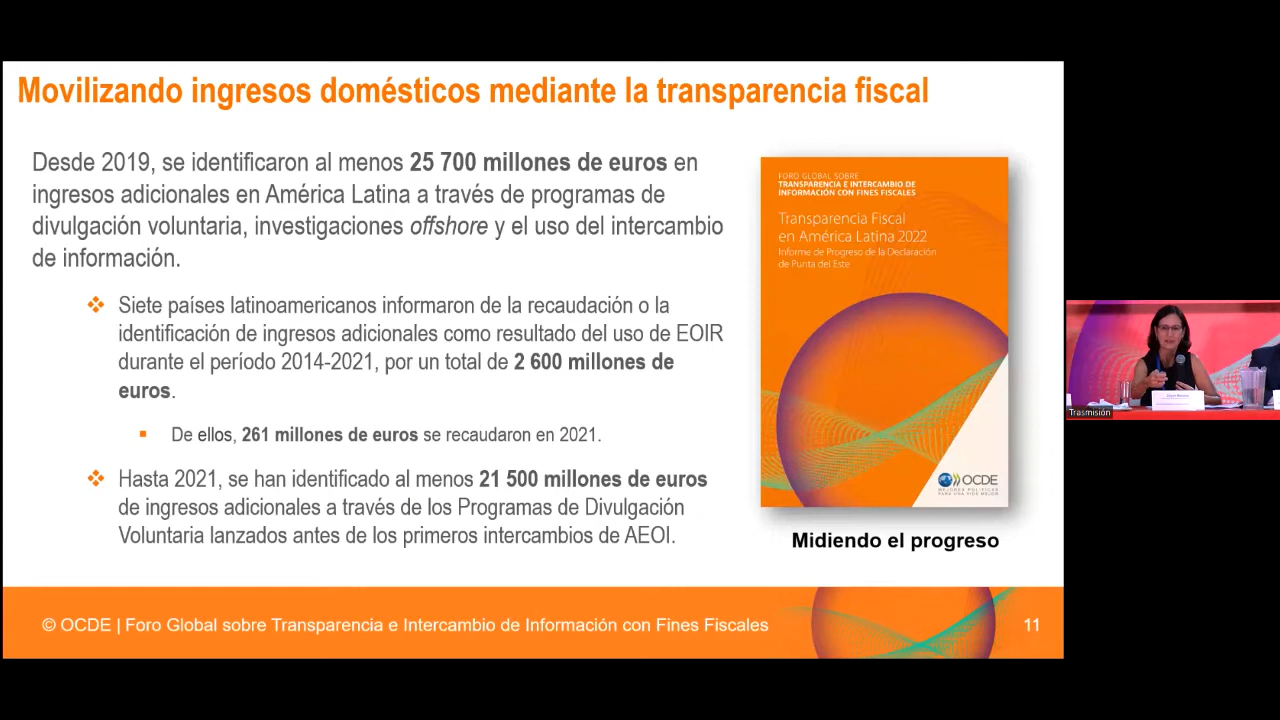 Movilizando ingresos domésticos mediante la transparencia fiscal
Desde 2019, se identificaron al menos 25 700 millones de euros en
ingresos adicionales en América Latina a través de programas de
divulgación voluntaria, investigaciones offshore y el uso del intercambio
de información.
❖ Siete países latinoamericanos informaron de la recaudación o la
identificación de ingresos adicionales como resultado del uso de EOIR
durante el período 2014-2021, por un total de 2 600 millones de
euros.
▪ De ellos, 261 millones de euros se recaudaron en 2021.
❖ Hasta 2021, se han identificado al menos 21 500 millones de euros
de ingresos adicionales a través de los Programas de Divulgación
Voluntaria lanzados antes de los primeros intercambios de AEOI.
FORO GLOBAL SOBRE
TRANSPARENCIA E INTERCAMBIO DE
INFORMACIÓN CON FINES FISCALES
Transparencia Fiscal
en América Latina 2022
Informe de Progreso de la Declaración
de Punta del Este
OCDE
MEJORES POLÍTICAS
PARA UNA VIDA MEJOR
Midiendo el progreso
© OCDE | Foro Global sobre Transparencia e Intercambio de Información con Fines Fiscales
11
Trasmisión